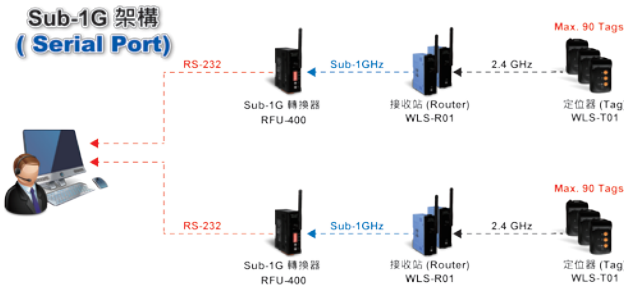 Sub-1G 架構
( Serial Port)
Max. 90 Tags
RS-232
Sub-1GHz
2.4 GHz
Sub-1G 轉換器
RFU-400
接收站 (Router)
WLS-R01
定位器 (Tag)
WLS-T01
Max. 90 Tags
RS-232
Sub-1GHz
2.4 GHz
Sub-1G 轉換器
RFU-400
接收站 (Router)
WLS-R01
定位器 (Tag)
WLS-T01